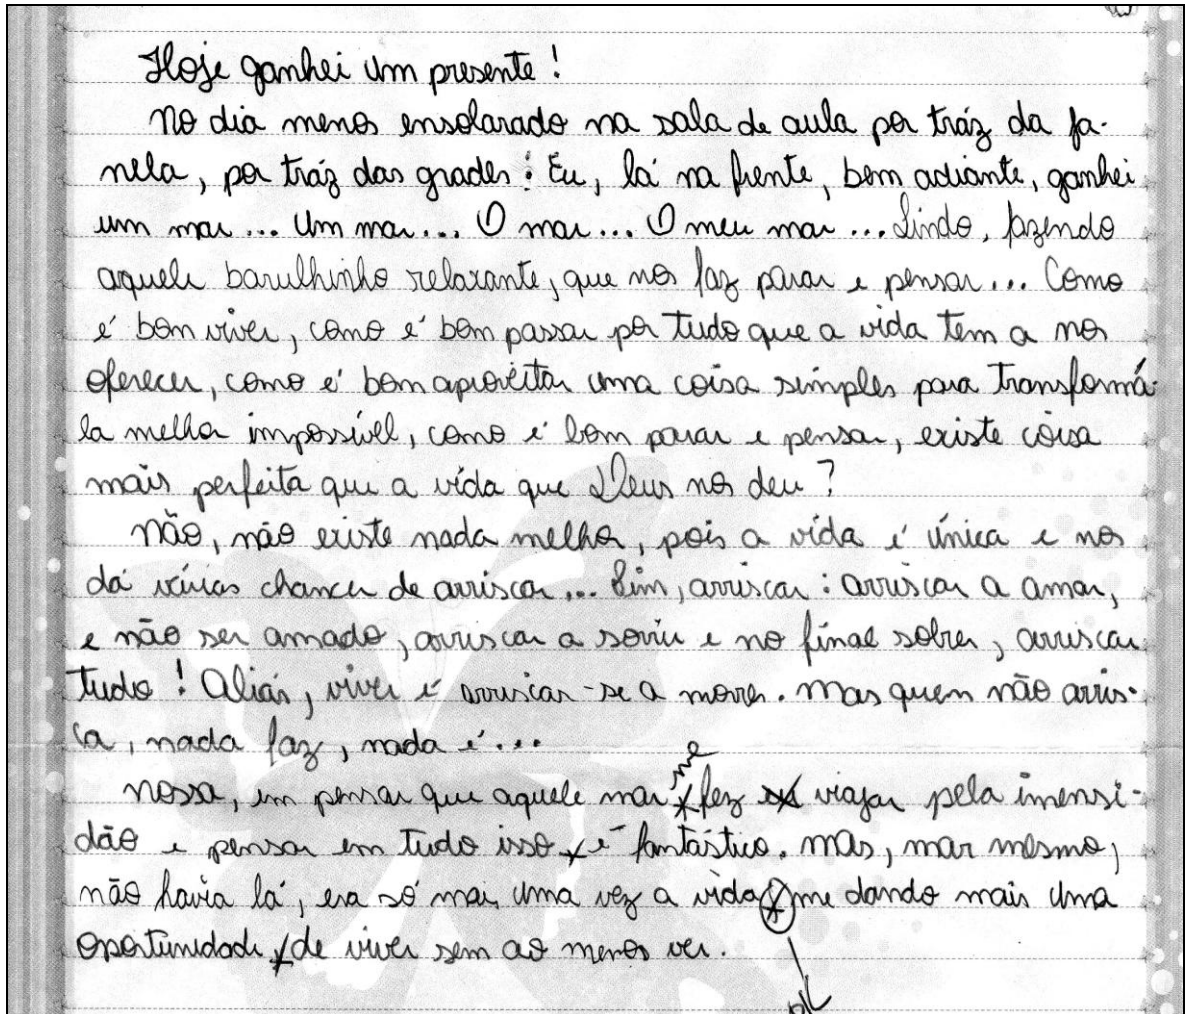 Hoje ganhei um presente!
No dia menos ensolarado na sala de aula por tráz da ja-
nela, por tráz das grades: Eu, lá na frente, bem adiante, ganhei
um mar... Um mar... O mar... O meu mar... Lindo, fazendo
aquele barulhinho relaxante, que nos faz parar e pensar... Como
é bom viver, como é bom passar por tudo que a vida tem a nos
oferecer, como é bom aproveitar uma coisa simples para transformá-
la melhor impossível, como é bom parar e pensar, existe coisa
mais perfeita que a vida que Deus nos deu?
Não, não existe nada melhor, pois a vida é única e nos
dá várias chances de arriscar... Sim, arriscar: arriscar a amar,
e não ser amado, arriscar a sorrir e no final sofrer, arriscar
tudo! Aliás, viver é arriscar-se a morrer. Mas quem não arris-
ca, nada faz, nada é...
Nossa, em pensar que aquele mar me fez viajar pela imensi-
dão e pensar em tudo isso é fantástico. Mas, mar mesmo,
não havia lá, era só mais uma vez a vida me dando mais uma
oportunidade, de viver sem ao menos ver.